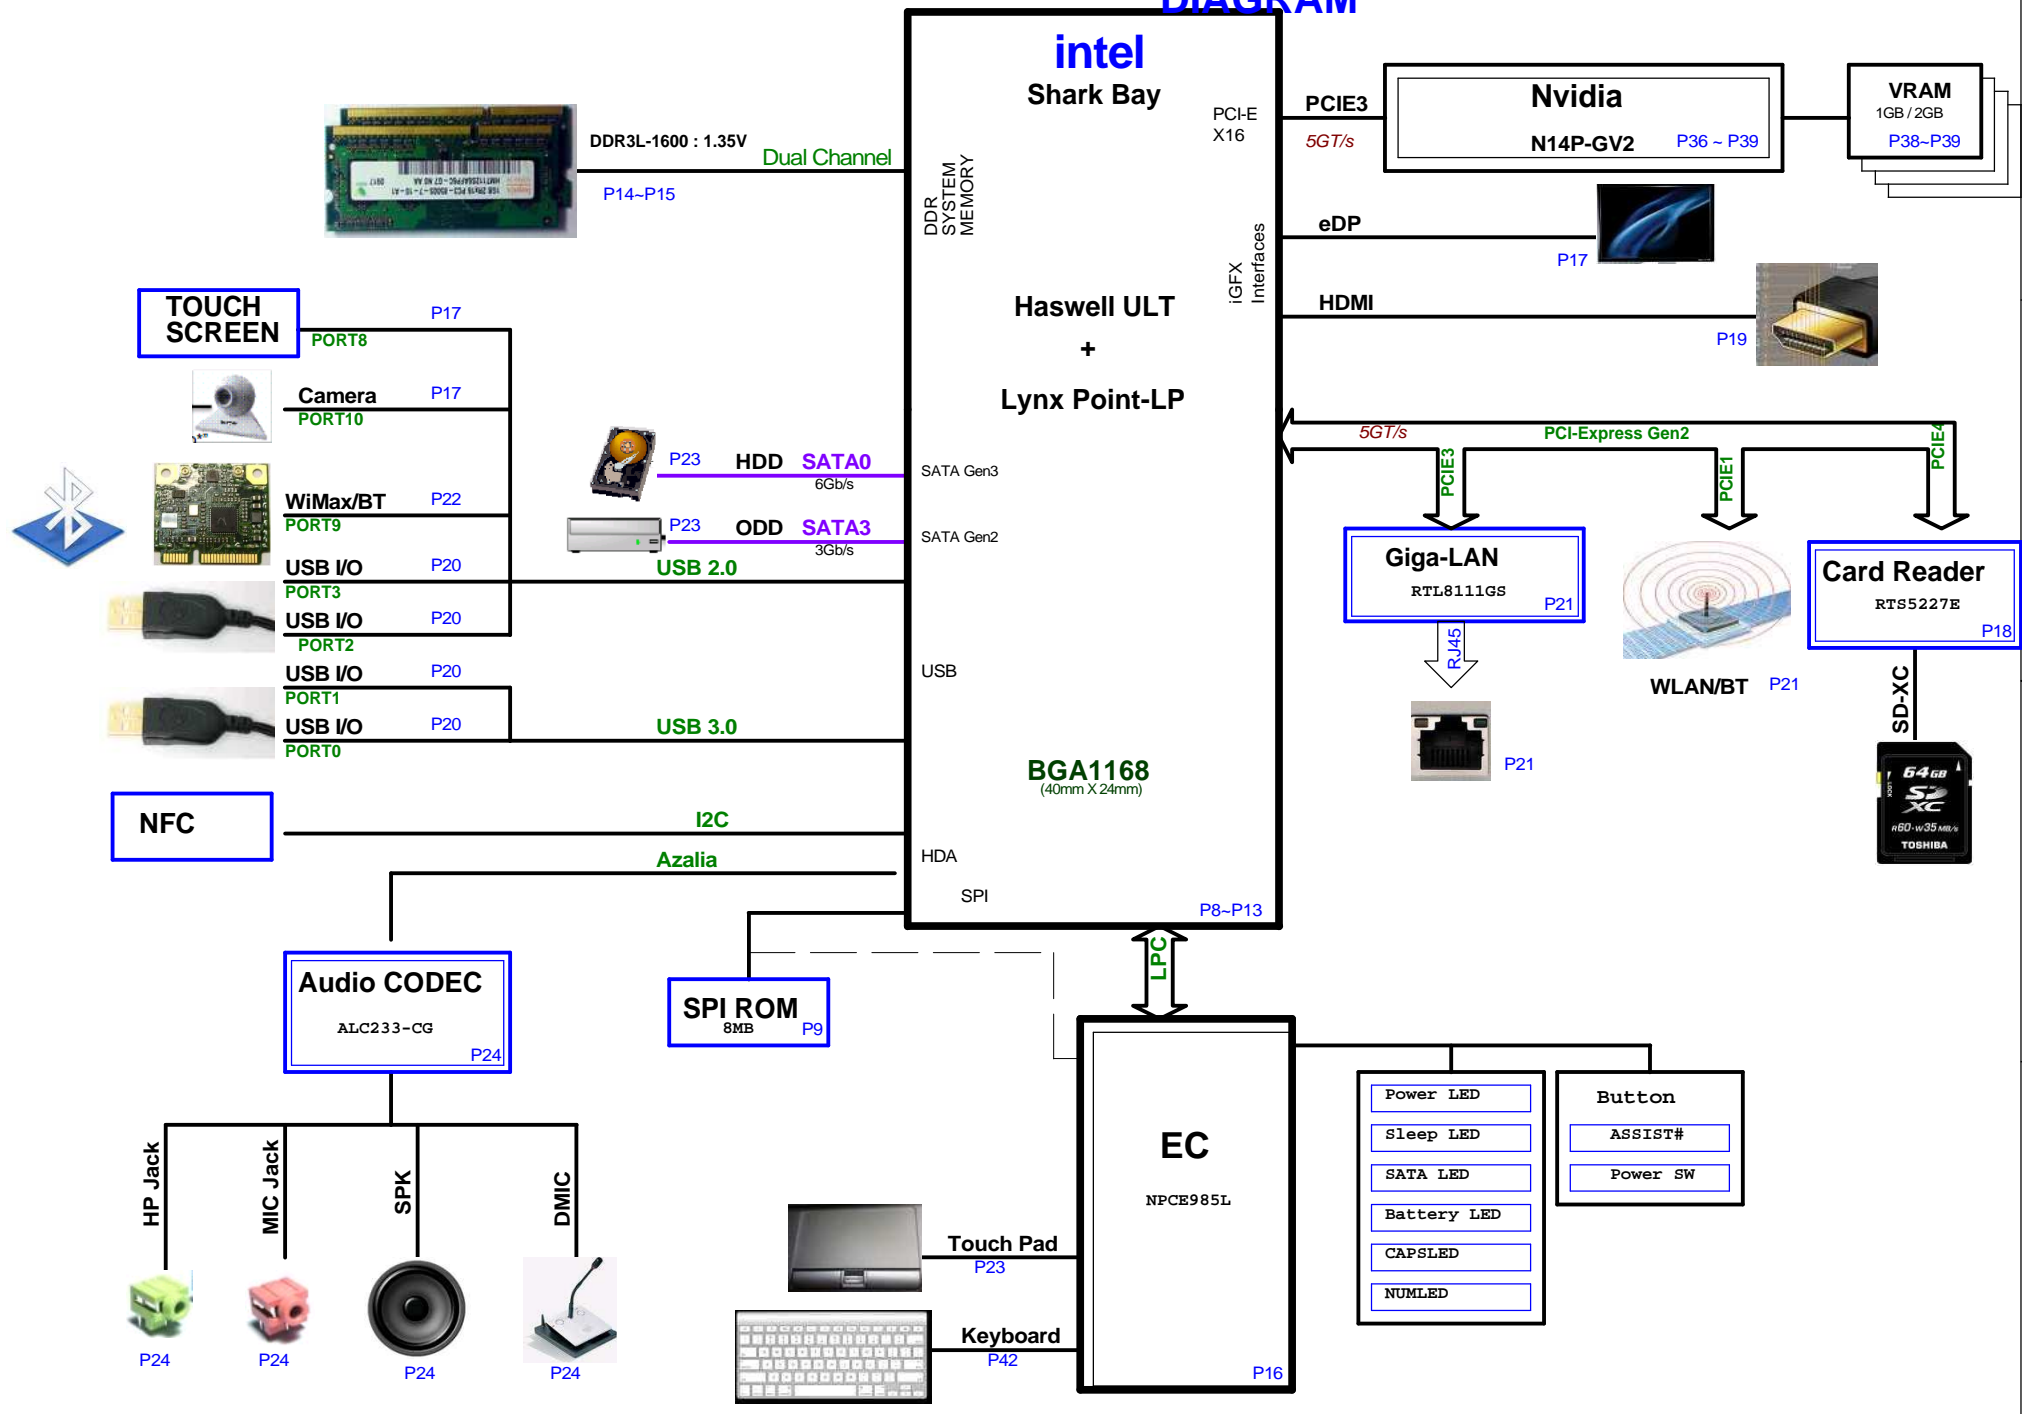 DIAGRAM
intel
Shark Bay
PCI-E
X16
PCIE3
5GT/s
Nvidia
N14P-GV2
P36 ~ P39
VRAM
1GB / 2GB
P38~P39
DDR3L-1600 : 1.35V
Dual Channel
P14~P15
DDR
SYSTEM
MEMORY
iGFX
Interfaces
eDP
P17
HDMI
P19
Haswell ULT
+
Lynx Point-LP
TOUCH
SCREEN
P17
PORT8
Camera
P17
PORT10
WiMax/BT
P22
PORT9
USB I/O
P20
PORT3
USB I/O
P20
PORT2
USB I/O
P20
PORT1
USB I/O
P20
PORT0
P23
HDD
SATA0
6Gb/s
SATA Gen3
P23
ODD
SATA3
3Gb/s
SATA Gen2
USB 2.0
USB
USB 3.0
5GT/s
PCI-Express Gen2
PCIE3
PCIE1
PCIE4
Giga-LAN
RTL8111GS
P21
RJ45
P21
WLAN/BT
P21
Card Reader
RTS5227E
P18
SD-XC
LOCK
64GB
SD
XC
R60-W35 MB/s
TOSHIBA
BGA1168
(40mm X 24mm)
NFC
I2C
Azalia
HDA
SPI
P8~P13
LPC
Audio CODEC
ALC233-CG
P24
SPI ROM
8MB
P9
HP Jack
MIC Jack
SPK
DMIC
P24
P24
P24
P24
EC
NPCE985L
P16
Touch Pad
P23
Keyboard
P42
Power LED
Sleep LED
SATA LED
Battery LED
CAPSLED
NUMLED
Button
ASSIST#
Power SW